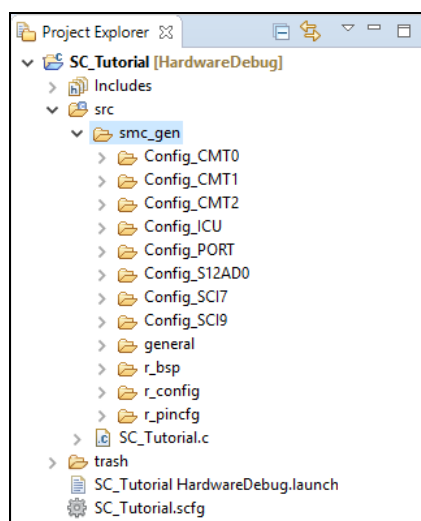 Project Explorer
SC_Tutorial [HardwareDebug]
Includes
src
smc_gen
Config_CMT0
Config_CMT1
Config_CMT2
Config_ICU
Config_PORT
Config_S12AD0
Config_SCI7
Config_SCI9
general
r_bsp
r_config
r_pincfg
SC_Tutorial.c
trash
SC_Tutorial HardwareDebug.launch
SC_Tutorial.scfg